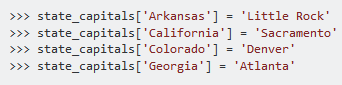 >>> state_capitals['Arkansas'] = 'Little Rock'
>>> state_capitals['California'] = 'Sacramento'
>>> state_capitals['Colorado'] = 'Denver'
>>> state_capitals['Georgia'] = 'Atlanta'